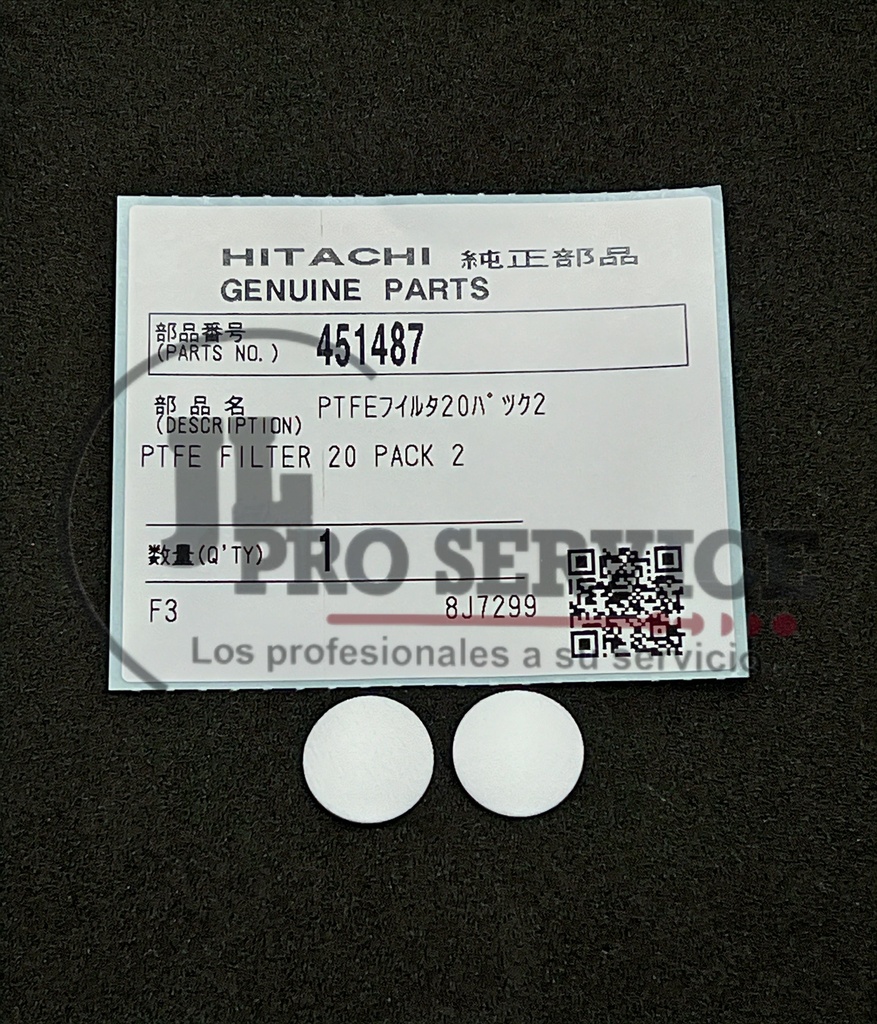 HITACHI 純正部品
GENUINE PARTS
部品番号
(PARTS NO.) 451487
部品名 PTFEフイルタ20パツク2
(DESCRIPTION)
PTFE FILTER 20 PACK 2
JL
数量(Q'TY) 1
PRO SERVICE
F3 8J7299
Los profesionales a su servicio